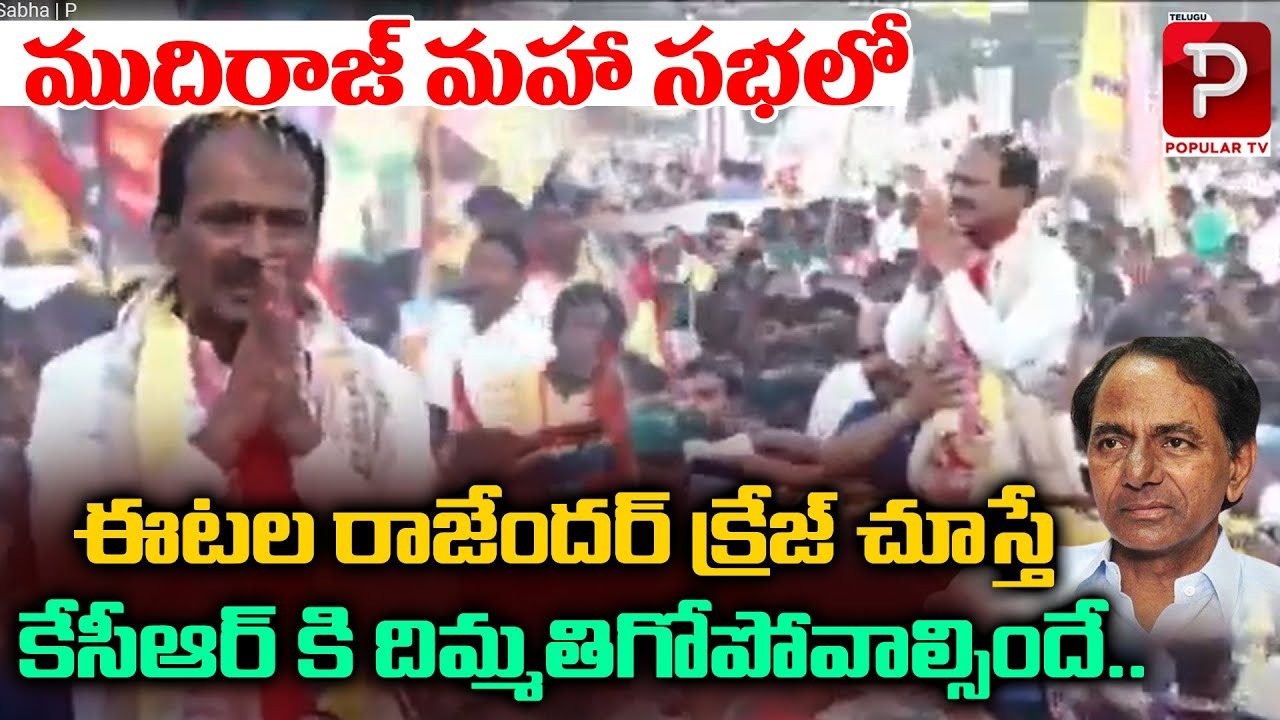 Sabha | P
ముదిరాజ్ మహా సభలో
TELUGU
P
POPULAR TV
ఈటల రాజేందర్ క్రేజ్ చూస్తే
కేసీఆర్ కి దిమ్మతిగోపోవాల్సిందే..